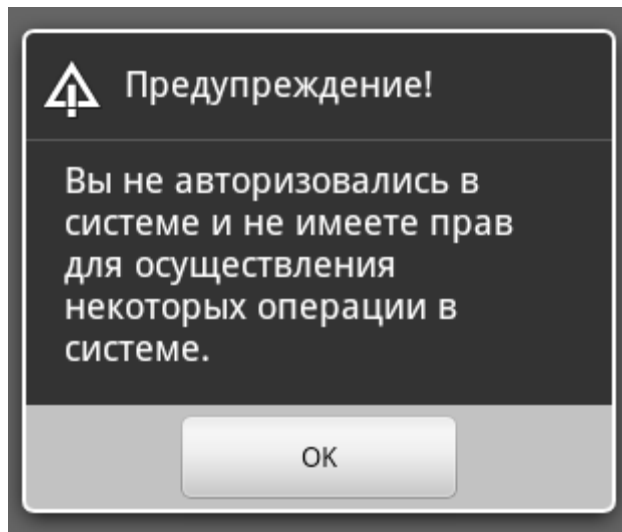 Предупреждение!
Вы не авторизовались в
системе и не имеете прав
для осуществления
некоторых операции в
системе.
OK